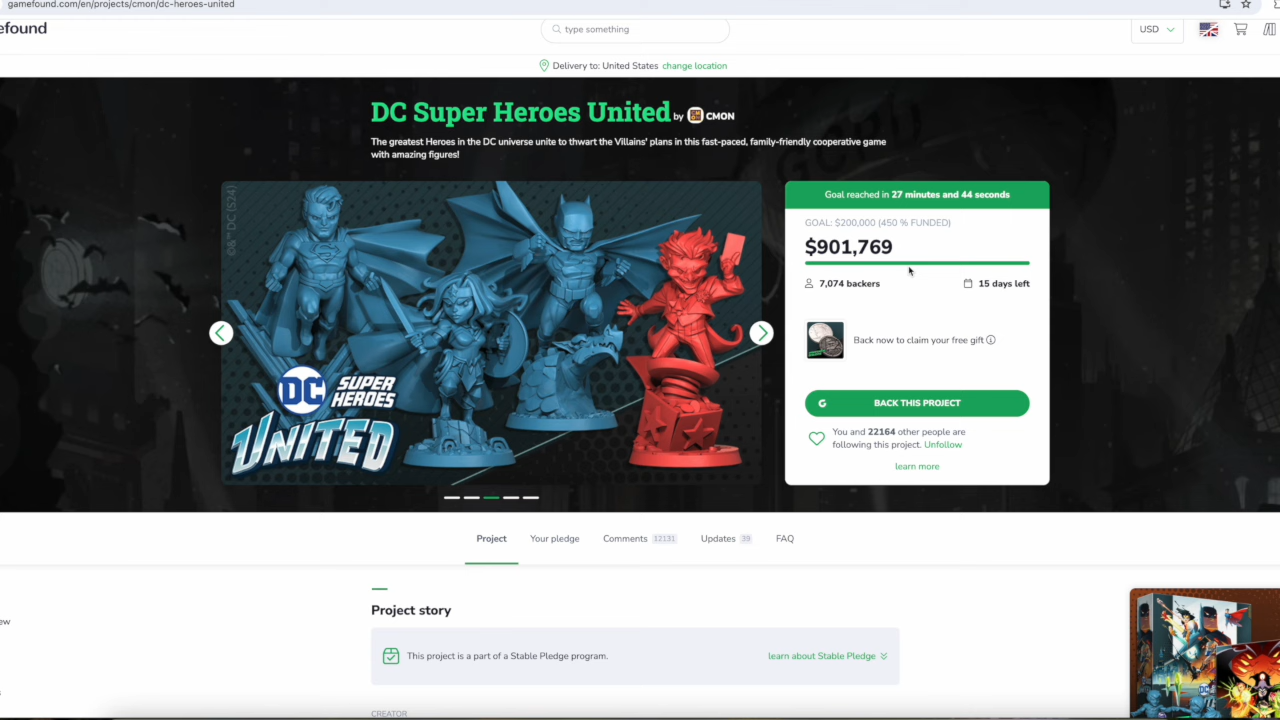 gamefound.com/en/projects/cmon/dc-heroes-united
efound
type something
USD
Delivery to: United States change location
DC Super Heroes United by CMON
The greatest Heroes in the DC universe unite to thwart the Villains' plans in this fast-paced, family-friendly cooperative game
with amazing figures!
©&™ DC (S24)
DC SUPER
HEROES
UNITED
Goal reached in 27 minutes and 44 seconds
GOAL: $200,000 (450 % FUNDED)
$901,769
7,074 backers
15 days left
Back now to claim your free gift
G BACK THIS PROJECT
You and 22164 other people are
following this project. Unfollow
learn more
Project
Your pledge
Comments 12131
Updates 39
FAQ
Project story
ew
This project is a part of a Stable Pledge program.
learn about Stable Pledge
s
DC
CREATOR